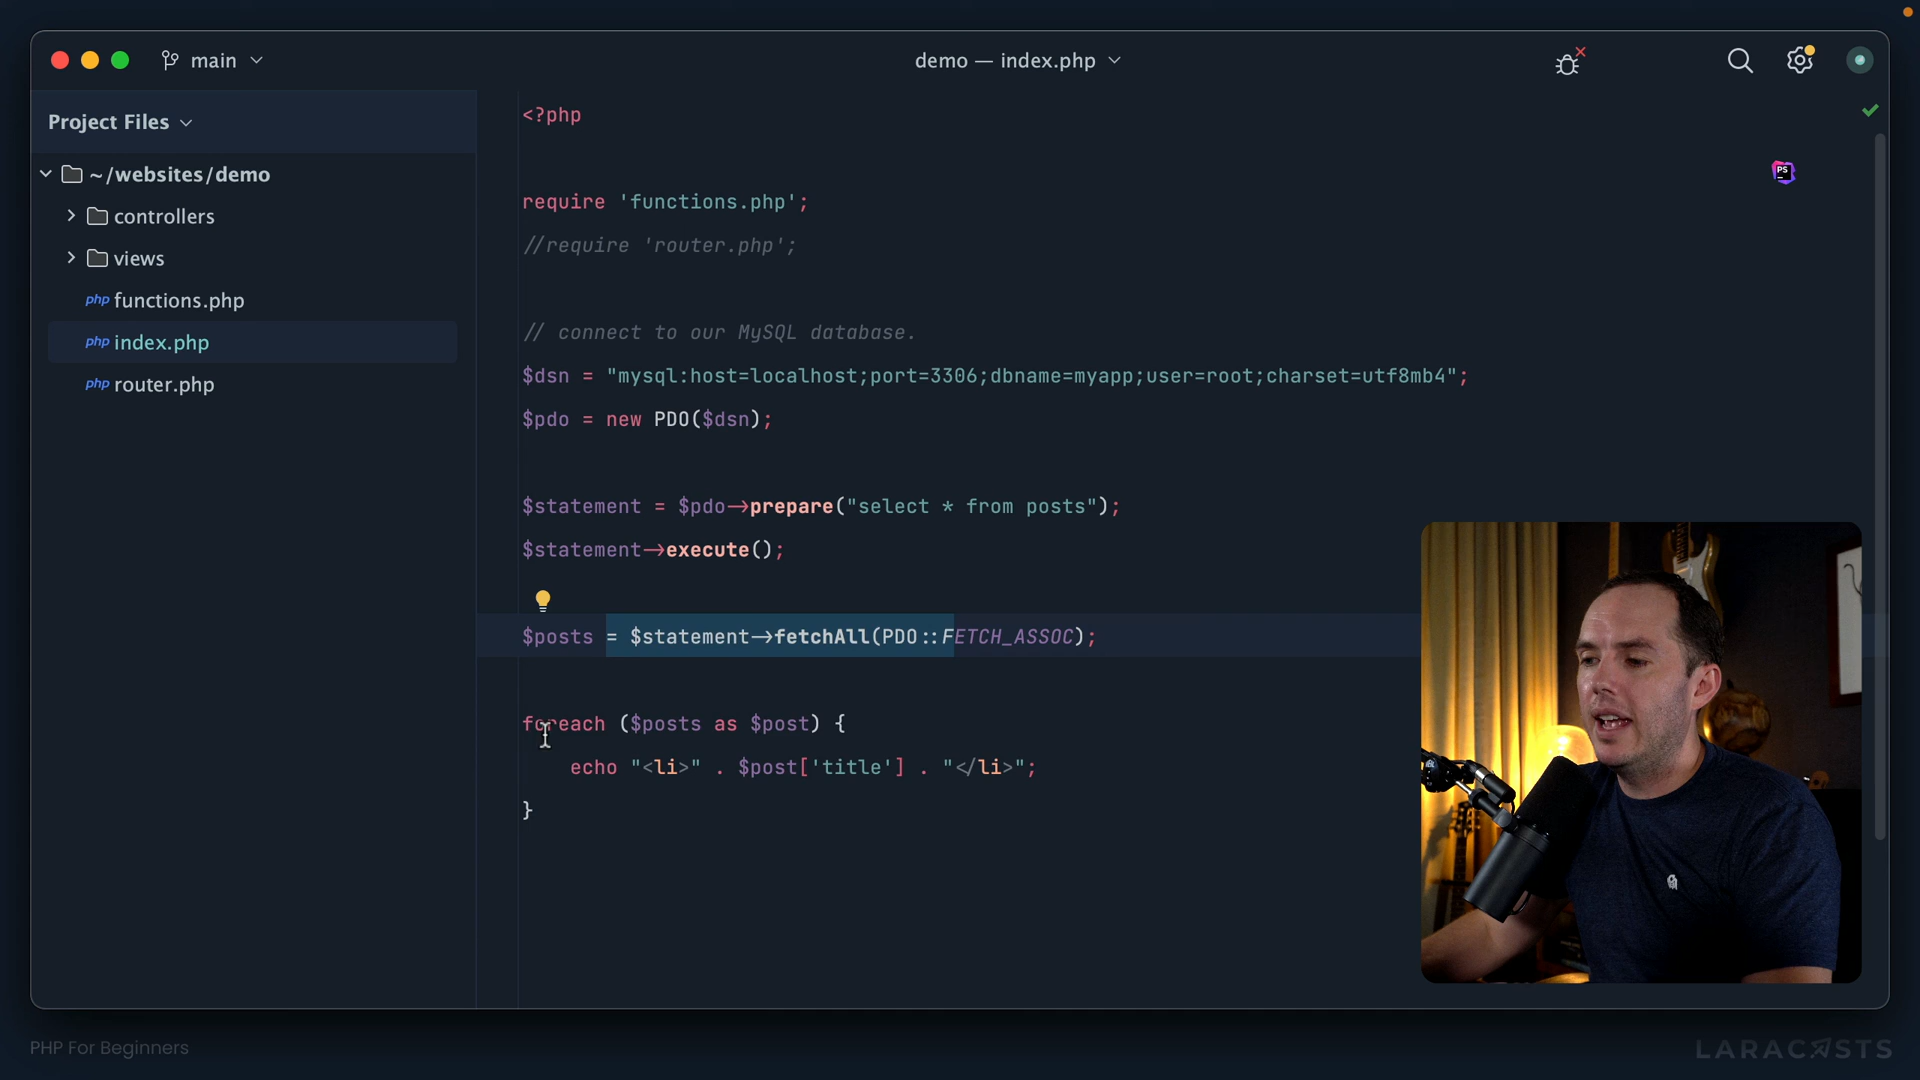 main
demo — index.php
Project Files
~/websites/demo
controllers
views
php functions.php
php index.php
php router.php
<?php
require 'functions.php';
//require 'router.php';
// connect to our MySQL database.
$dsn = "mysql:host=localhost;port=3306;dbname=myapp;user=root;charset=utf8mb4";
$pdo = new PDO($dsn);
$statement = $pdo->prepare("select * from posts");
$statement->execute();
$posts = $statement->fetchAll(PDO::FETCH_ASSOC);
foreach ($posts as $post) {
echo "<li>" . $post['title'] . "</li>";
}
PS
PHP For Beginners
LARACASTS